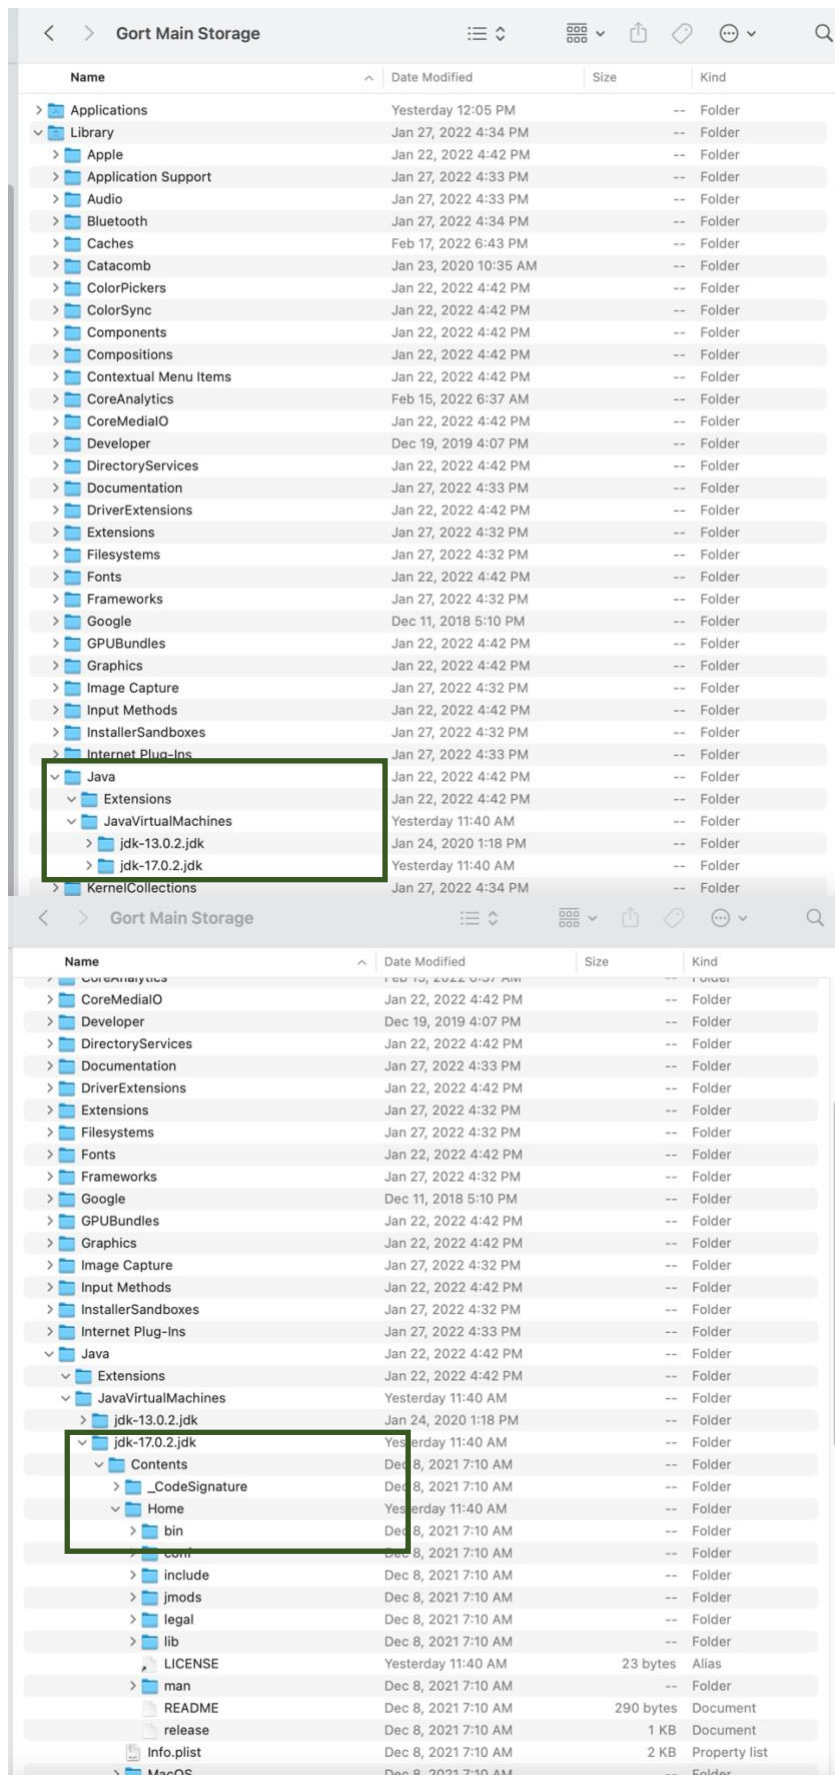 Gort Main Storage
Name Date Modified Size Kind
Applications Yesterday 12:05 PM -- Folder
Library Jan 27, 2022 4:34 PM -- Folder
Apple Jan 22, 2022 4:42 PM -- Folder
Application Support Jan 27, 2022 4:33 PM -- Folder
Audio Jan 27, 2022 4:33 PM -- Folder
Bluetooth Jan 27, 2022 4:34 PM -- Folder
Caches Feb 17, 2022 6:43 PM -- Folder
Catacomb Jan 23, 2020 10:35 AM -- Folder
ColorPickers Jan 22, 2022 4:42 PM -- Folder
ColorSync Jan 22, 2022 4:42 PM -- Folder
Components Jan 22, 2022 4:42 PM -- Folder
Compositions Jan 22, 2022 4:42 PM -- Folder
Contextual Menu Items Jan 22, 2022 4:42 PM -- Folder
CoreAnalytics Feb 15, 2022 6:37 AM -- Folder
CoreMediaIO Jan 22, 2022 4:42 PM -- Folder
Developer Dec 19, 2019 4:07 PM -- Folder
DirectoryServices Jan 22, 2022 4:42 PM -- Folder
Documentation Jan 27, 2022 4:33 PM -- Folder
DriverExtensions Jan 22, 2022 4:42 PM -- Folder
Extensions Jan 27, 2022 4:32 PM -- Folder
Filesystems Jan 27, 2022 4:32 PM -- Folder
Fonts Jan 22, 2022 4:42 PM -- Folder
Frameworks Jan 27, 2022 4:32 PM -- Folder
Google Dec 11, 2018 5:10 PM -- Folder
GPUBundles Jan 22, 2022 4:42 PM -- Folder
Graphics Jan 22, 2022 4:42 PM -- Folder
Image Capture Jan 27, 2022 4:32 PM -- Folder
Input Methods Jan 22, 2022 4:42 PM -- Folder
InstallerSandboxes Jan 27, 2022 4:32 PM -- Folder
Internet Plug-Ins Jan 27, 2022 4:33 PM -- Folder
Java Jan 22, 2022 4:42 PM -- Folder
Extensions Jan 22, 2022 4:42 PM -- Folder
JavaVirtualMachines Yesterday 11:40 AM -- Folder
jdk-13.0.2.jdk Jan 24, 2020 1:18 PM -- Folder
jdk-17.0.2.jdk Yesterday 11:40 AM -- Folder
KernelCollections Jan 27, 2022 4:34 PM -- Folder
Gort Main Storage
Name Date Modified Size Kind
CoreAnalytics Feb 15, 2022 6:37 AM -- Folder
CoreMediaIO Jan 22, 2022 4:42 PM -- Folder
Developer Dec 19, 2019 4:07 PM -- Folder
DirectoryServices Jan 22, 2022 4:42 PM -- Folder
Documentation Jan 27, 2022 4:33 PM -- Folder
DriverExtensions Jan 22, 2022 4:42 PM -- Folder
Extensions Jan 27, 2022 4:32 PM -- Folder
Filesystems Jan 27, 2022 4:32 PM -- Folder
Fonts Jan 22, 2022 4:42 PM -- Folder
Frameworks Jan 27, 2022 4:32 PM -- Folder
Google Dec 11, 2018 5:10 PM -- Folder
GPUBundles Jan 22, 2022 4:42 PM -- Folder
Graphics Jan 22, 2022 4:42 PM -- Folder
Image Capture Jan 27, 2022 4:32 PM -- Folder
Input Methods Jan 22, 2022 4:42 PM -- Folder
InstallerSandboxes Jan 27, 2022 4:32 PM -- Folder
Internet Plug-Ins Jan 27, 2022 4:33 PM -- Folder
Java Jan 22, 2022 4:42 PM -- Folder
Extensions Jan 22, 2022 4:42 PM -- Folder
JavaVirtualMachines Yesterday 11:40 AM -- Folder
jdk-13.0.2.jdk Jan 24, 2020 1:18 PM -- Folder
jdk-17.0.2.jdk Yesterday 11:40 AM -- Folder
Contents Dec 8, 2021 7:10 AM -- Folder
_CodeSignature Dec 8, 2021 7:10 AM -- Folder
Home Yesterday 11:40 AM -- Folder
bin Dec 8, 2021 7:10 AM -- Folder
conf Dec 8, 2021 7:10 AM -- Folder
include Dec 8, 2021 7:10 AM -- Folder
jmods Dec 8, 2021 7:10 AM -- Folder
legal Dec 8, 2021 7:10 AM -- Folder
lib Dec 8, 2021 7:10 AM -- Folder
LICENSE Yesterday 11:40 AM 23 bytes Alias
man Dec 8, 2021 7:10 AM -- Folder
README Dec 8, 2021 7:10 AM 290 bytes Document
release Dec 8, 2021 7:10 AM 1 KB Document
Info.plist Dec 8, 2021 7:10 AM 2 KB Property list
MacOS Dec 8, 2021 7:10 AM -- Folder